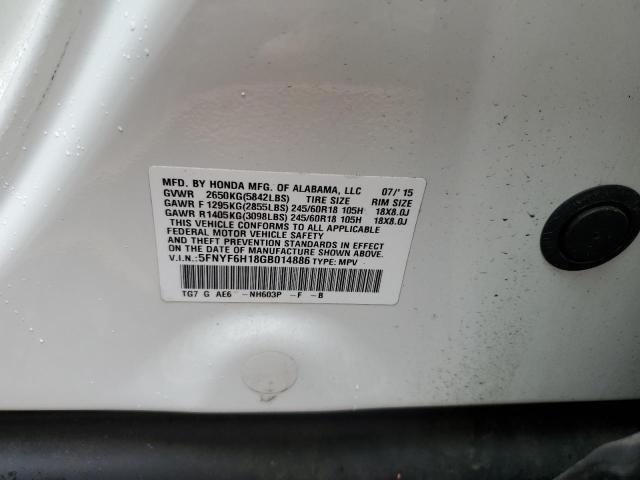 MFD. BY HONDA MFG. OF ALABAMA, LLC 07/'15
GVWR 2650KG(5842LBS) TIRE SIZE RIM SIZE
GAWR F 1295KG(2855LBS) 245/60R18 105H 18X8.0J
GAWR R1405KG(3098LBS) 245/60R18 105H 18X8.0J
THIS VEHICLE CONFORMS TO ALL APPLICABLE
FEDERAL MOTOR VEHICLE SAFETY
AND THEFT PREVENTION STANDARDS IN EFFECT
ON THE DATE OF MANUFACTURE SHOWN ABOVE.
V.I.N.: 5FNYF6H18GB014886 TYPE: MPV
TG7 G AE6 -NH603P -F -B